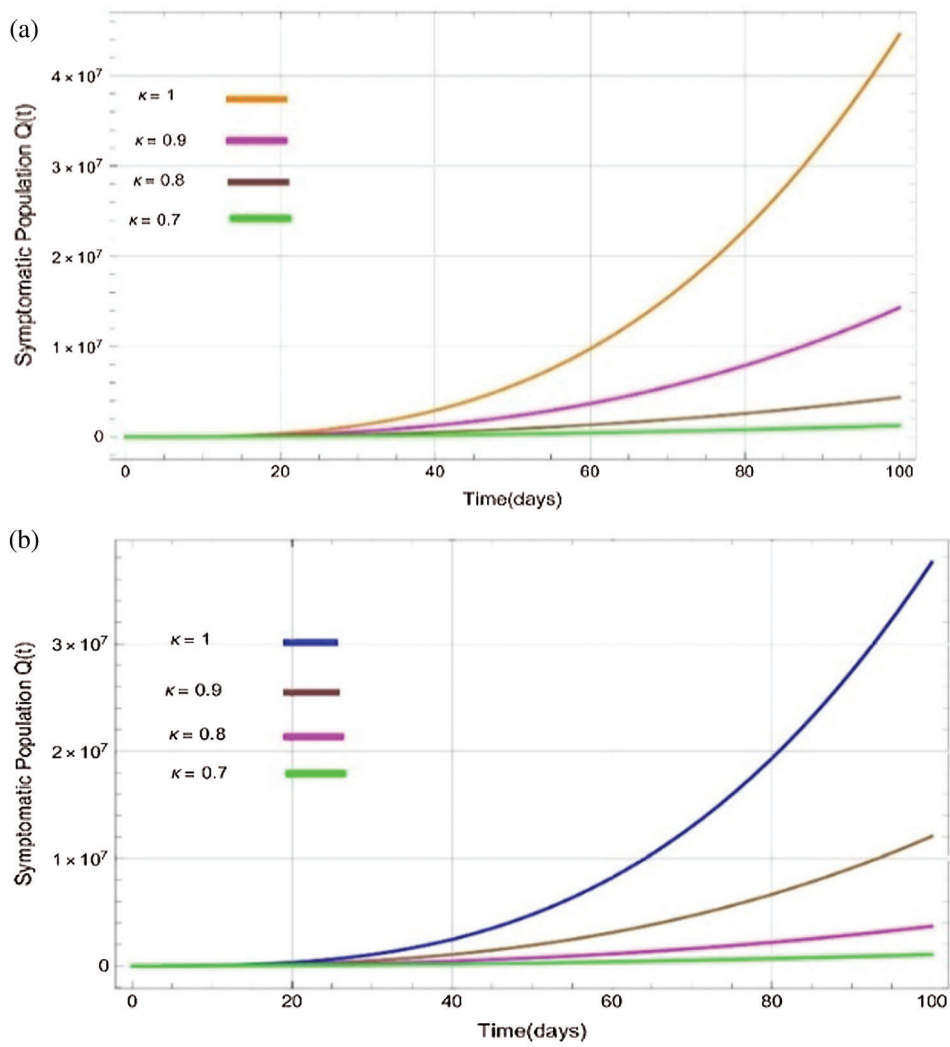 (a)
Symptomatic Population Q(t)
4 × 10⁷
3 × 10⁷
2 × 10⁷
1 × 10⁷
0
κ = 1
κ = 0.9
κ = 0.8
κ = 0.7
0 20 40 60 80 100
Time(days)
(b)
Symptomatic Population Q(t)
3 × 10⁷
2 × 10⁷
1 × 10⁷
0
κ = 1
κ = 0.9
κ = 0.8
κ = 0.7
0 20 40 60 80 100
Time(days)